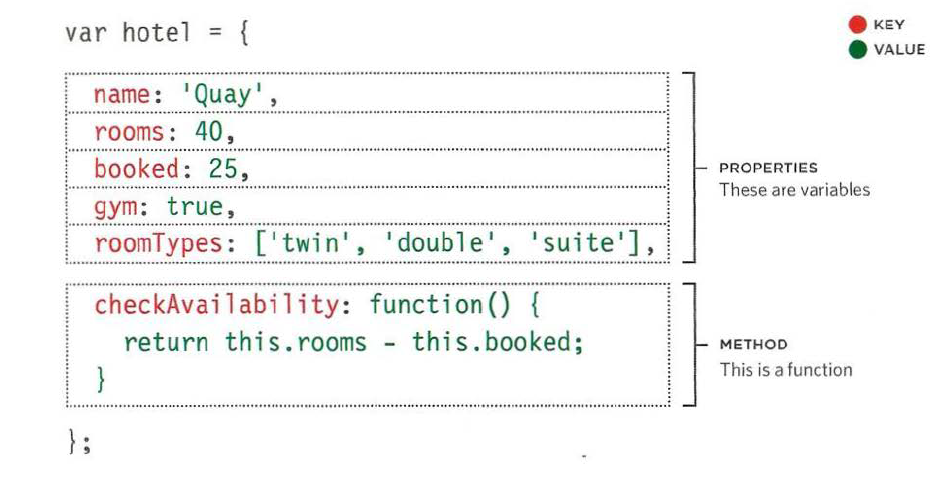 var hotel = {
KEY
VALUE
name: 'Quay',
rooms: 40,
booked: 25,
gym: true,
roomTypes: ['twin', 'double', 'suite'],
PROPERTIES
These are variables
checkAvailability: function() {
return this.rooms - this.booked;
}
METHOD
This is a function
};